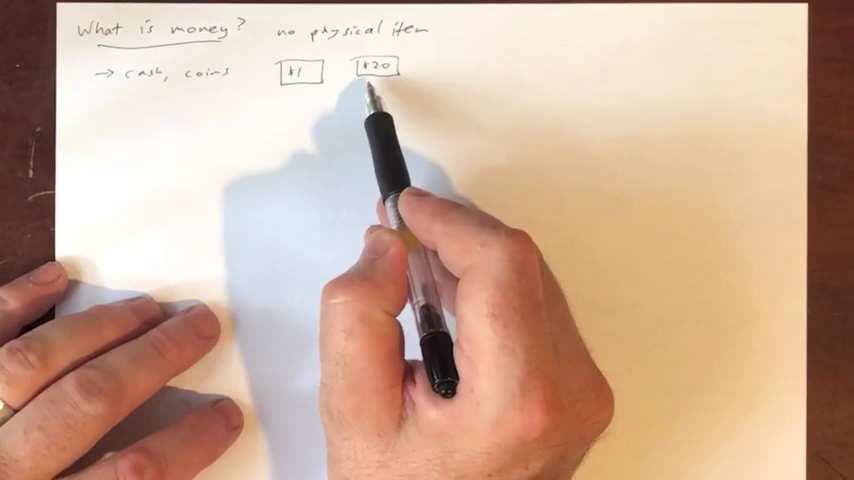 What is money? no physical item
→ cash, coins $1 $20